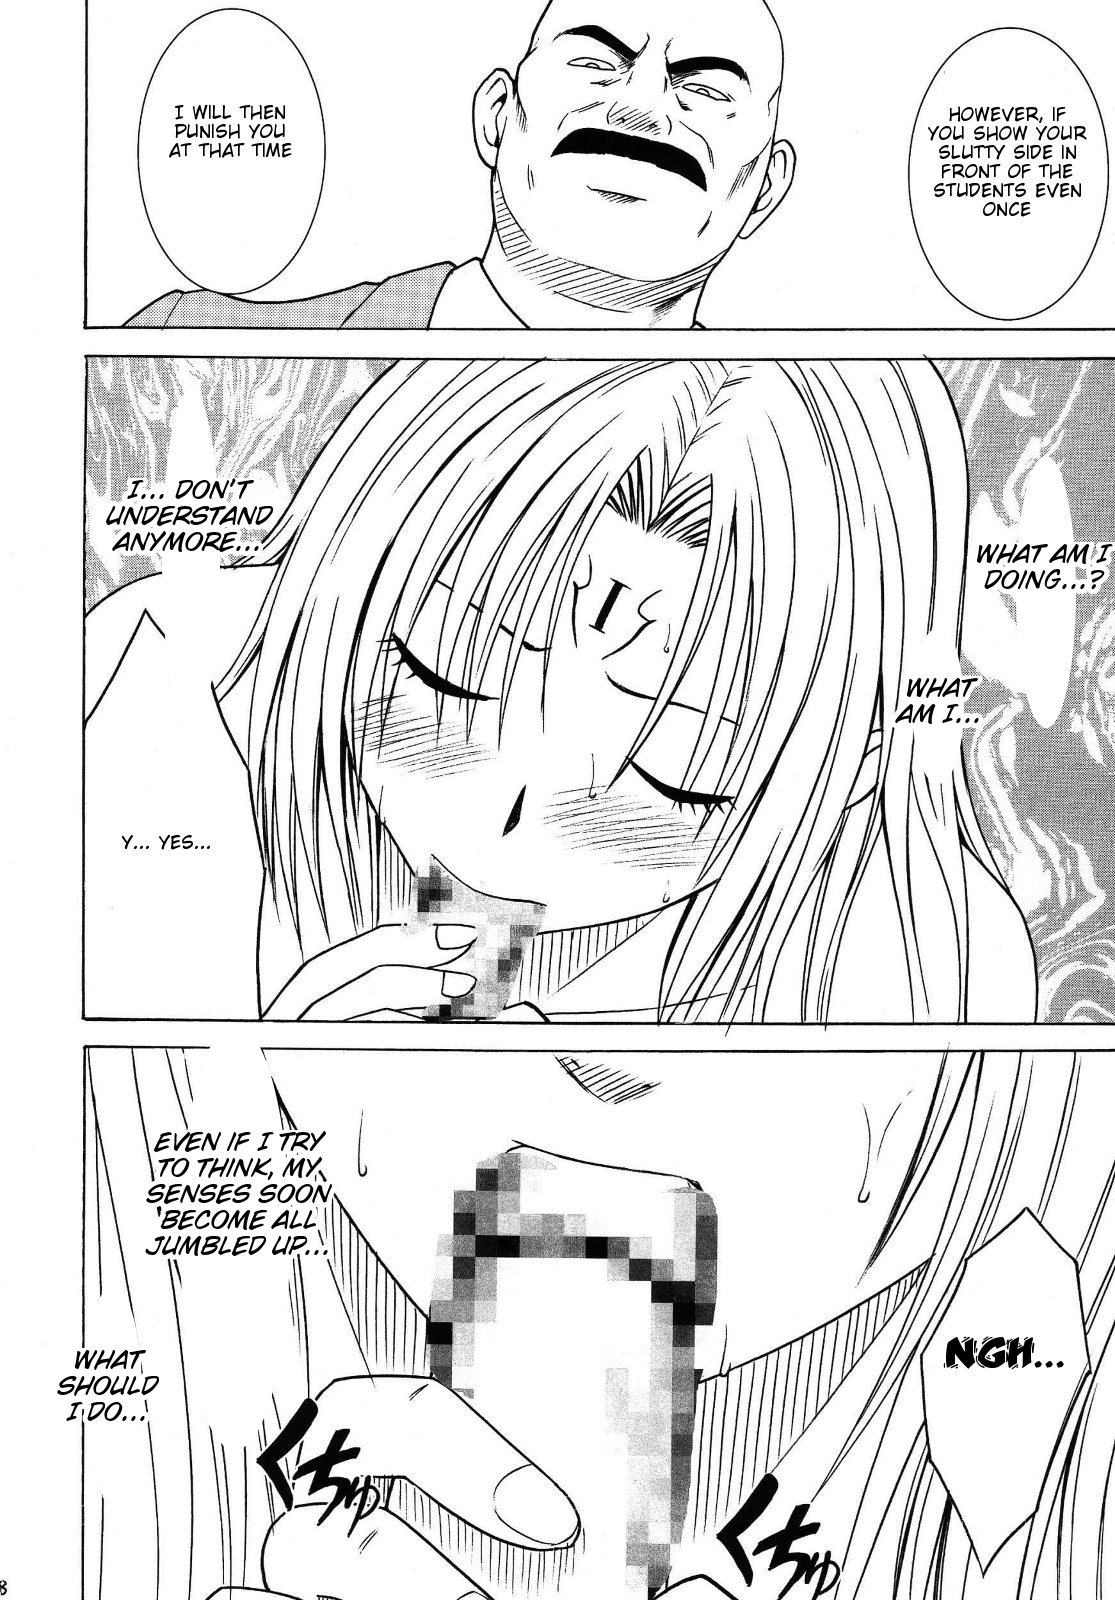 HOWEVER, IF
YOU SHOW YOUR
SLUTTY SIDE IN
FRONT OF THE
STUDENTS EVEN
ONCE
I WILL THEN
PUNISH YOU
AT THAT TIME
WHAT AM I
DOING...?
WHAT
AM I...
I... DON'T
UNDERSTAND
ANYMORE...
I
Y... YES...
NGH...
EVEN IF I TRY
TO THINK, MY
SENSES SOON
'BECOME ALL
JUMBLED UP...
WHAT
SHOULD
I DO...
くちゅ
くちゅ
8